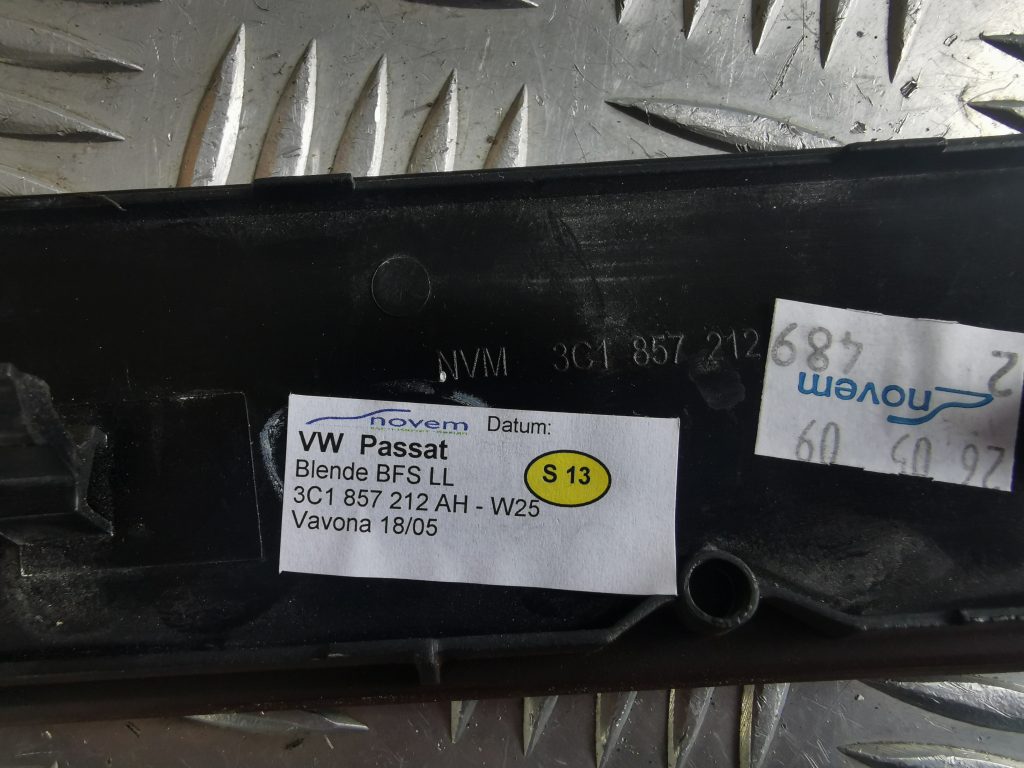 NVM 3C1 857 212
novem Datum:
VW Passat
Blende BFS LL
S 13
3C1 857 212 AH - W25
Vavona 18/05
26 05 09
novem
2 489